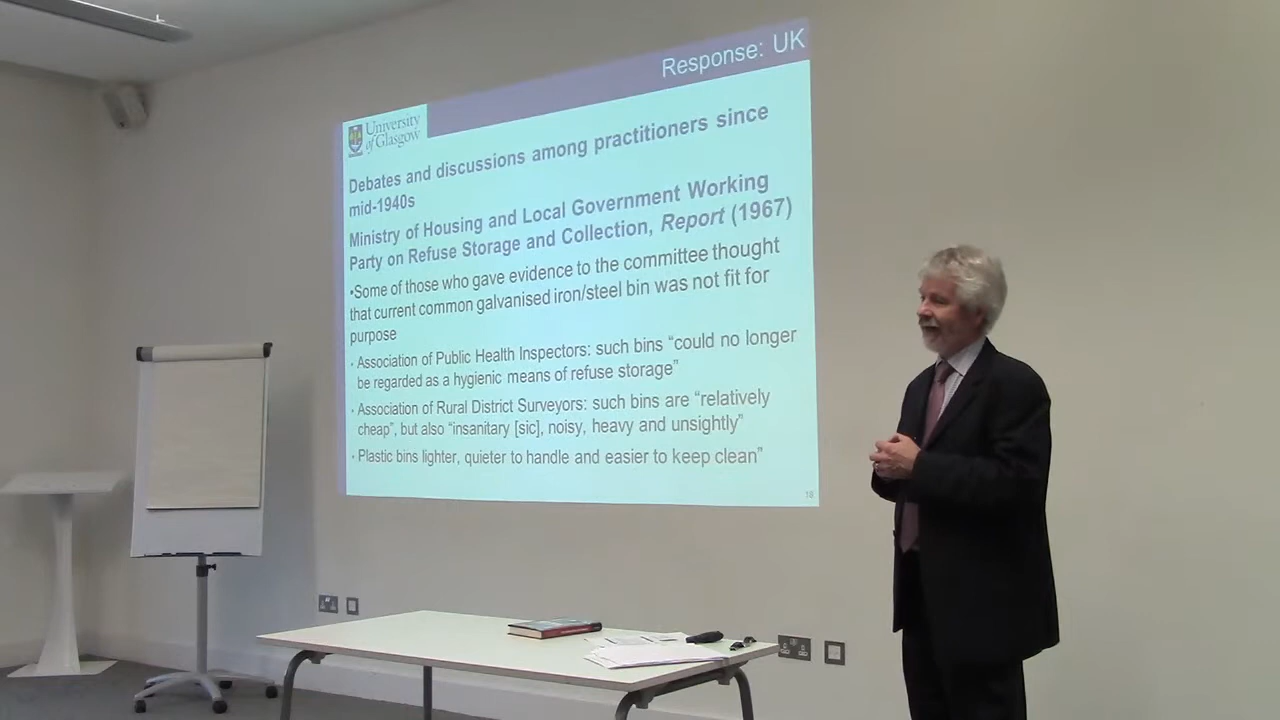 Response: UK
University
of Glasgow
Debates and discussions among practitioners since
mid-1940s
Ministry of Housing and Local Government Working
Party on Refuse Storage and Collection, Report (1967)
•Some of those who gave evidence to the committee thought
that current common galvanised iron/steel bin was not fit for
purpose
• Association of Public Health Inspectors: such bins “could no longer
be regarded as a hygienic means of refuse storage”
• Association of Rural District Surveyors: such bins are “relatively
cheap”, but also “insanitary [sic], noisy, heavy and unsightly”
• Plastic bins lighter, quieter to handle and easier to keep clean”